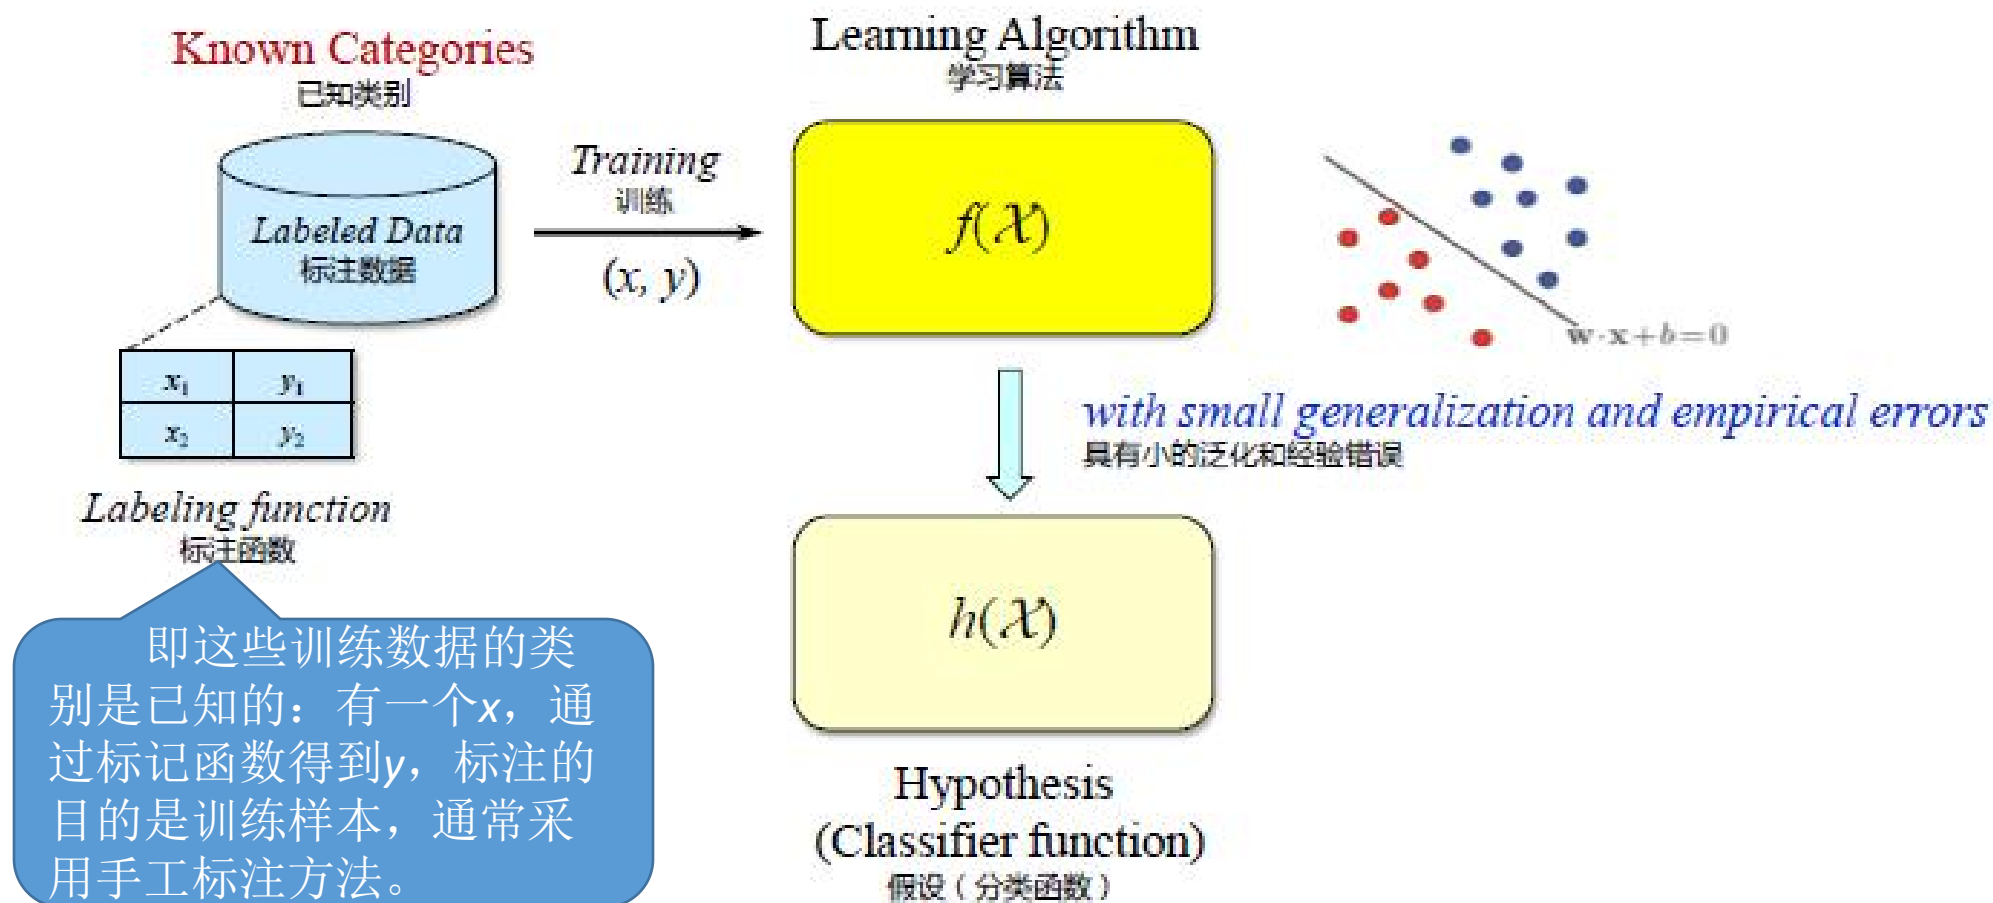 Known Categories
已知类别
Labeled Data
标注数据
x₁ y₁
x₂ y₂
Labeling function
标注函数
即这些训练数据的类
别是已知的：有一个x，通
过标记函数得到y，标注的
目的是训练样本，通常采
用手工标注方法。
Training
训练
(x, y)
Learning Algorithm
学习算法
f(𝒳)
w·x+b=0
with small generalization and empirical errors
具有小的泛化和经验错误
h(𝒳)
Hypothesis
(Classifier function)
假设（分类函数）